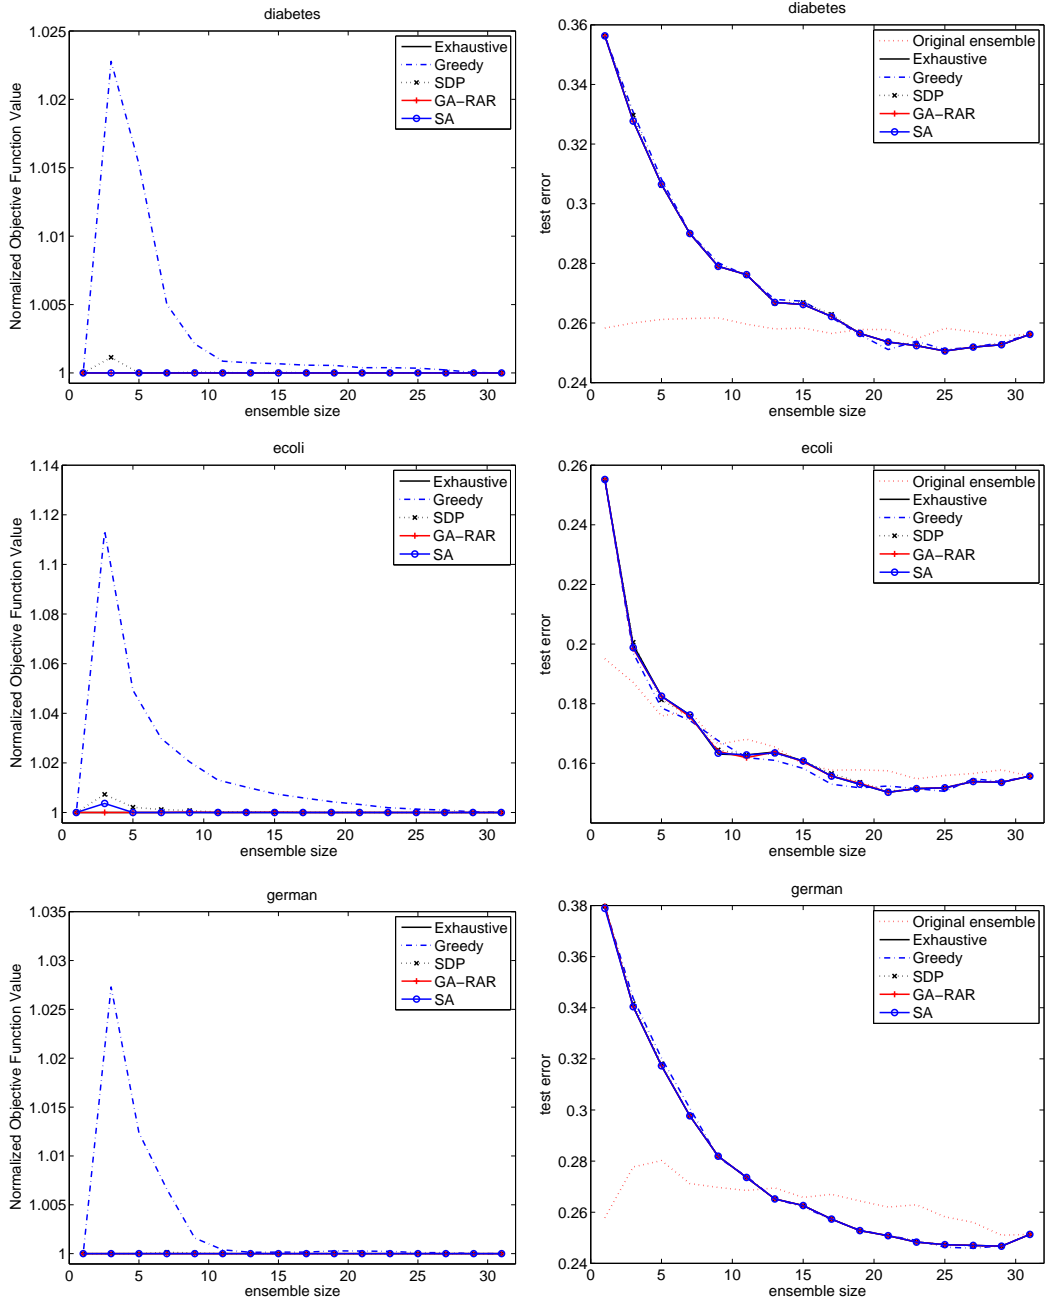 diabetes
1.025
1.02
1.015
1.01
1.005
1
0
5
10
15
20
25
30
Normalized Objective Function Value
ensemble size
Exhaustive
Greedy
SDP
GA−RAR
SA
diabetes
0.36
0.34
0.32
0.3
0.28
0.26
0.24
0
5
10
15
20
25
30
test error
ensemble size
Original ensemble
Exhaustive
Greedy
SDP
GA−RAR
SA
ecoli
1.14
1.12
1.1
1.08
1.06
1.04
1.02
1
0
5
10
15
20
25
30
Normalized Objective Function Value
ensemble size
Exhaustive
Greedy
SDP
GA−RAR
SA
ecoli
0.26
0.24
0.22
0.2
0.18
0.16
0
5
10
15
20
25
30
test error
ensemble size
Original ensemble
Exhaustive
Greedy
SDP
GA−RAR
SA
german
1.035
1.03
1.025
1.02
1.015
1.01
1.005
1
0
5
10
15
20
25
30
Normalized Objective Function Value
ensemble size
Exhaustive
Greedy
SDP
GA−RAR
SA
german
0.38
0.36
0.34
0.32
0.3
0.28
0.26
0.24
0
5
10
15
20
25
30
test error
ensemble size
Original ensemble
Exhaustive
Greedy
SDP
GA−RAR
SA